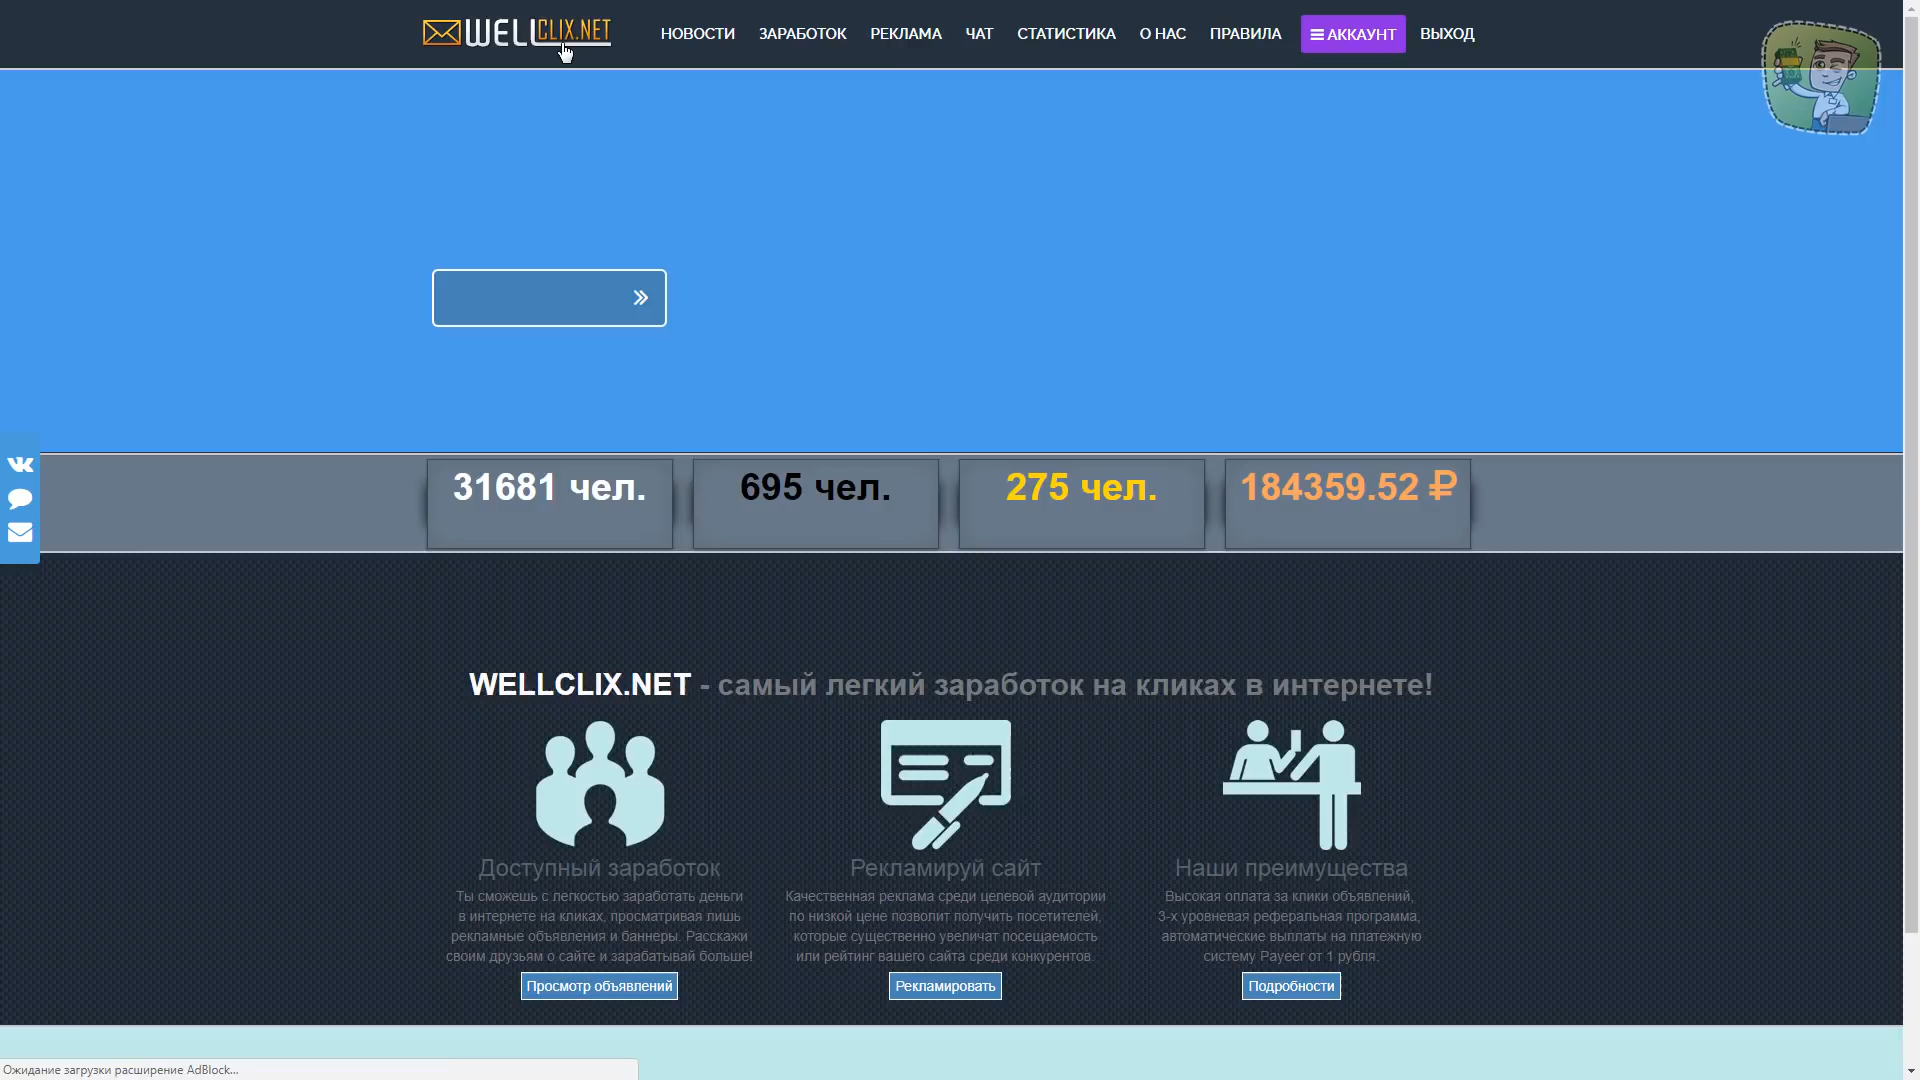 WELLCLIX.NET
НОВОСТИ ЗАРАБОТОК РЕКЛАМА ЧАТ СТАТИСТИКА О НАС ПРАВИЛА АККАУНТ ВЫХОД
31681 чел. 695 чел. 275 чел. 184359.52 ₽
WELLCLIX.NET - самый легкий заработок на кликах в интернете!
Доступный заработок
Ты сможешь с легкостью заработать деньги
в интернете на кликах, просматривая лишь
рекламные объявления и баннеры. Расскажи
своим друзьям о сайте и зарабатывай больше!
Просмотр объявлений
Рекламируй сайт
Качественная реклама среди целевой аудитории
по низкой цене позволит получить посетителей,
которые существенно увеличат посещаемость
или рейтинг вашего сайта среди конкурентов.
Рекламировать
Наши преимущества
Высокая оплата за клики объявлений,
3-х уровневая реферальная программа,
автоматические выплаты на платежную
систему Payeer от 1 рубля.
Подробности
Ожидание загрузки расширение AdBlock...